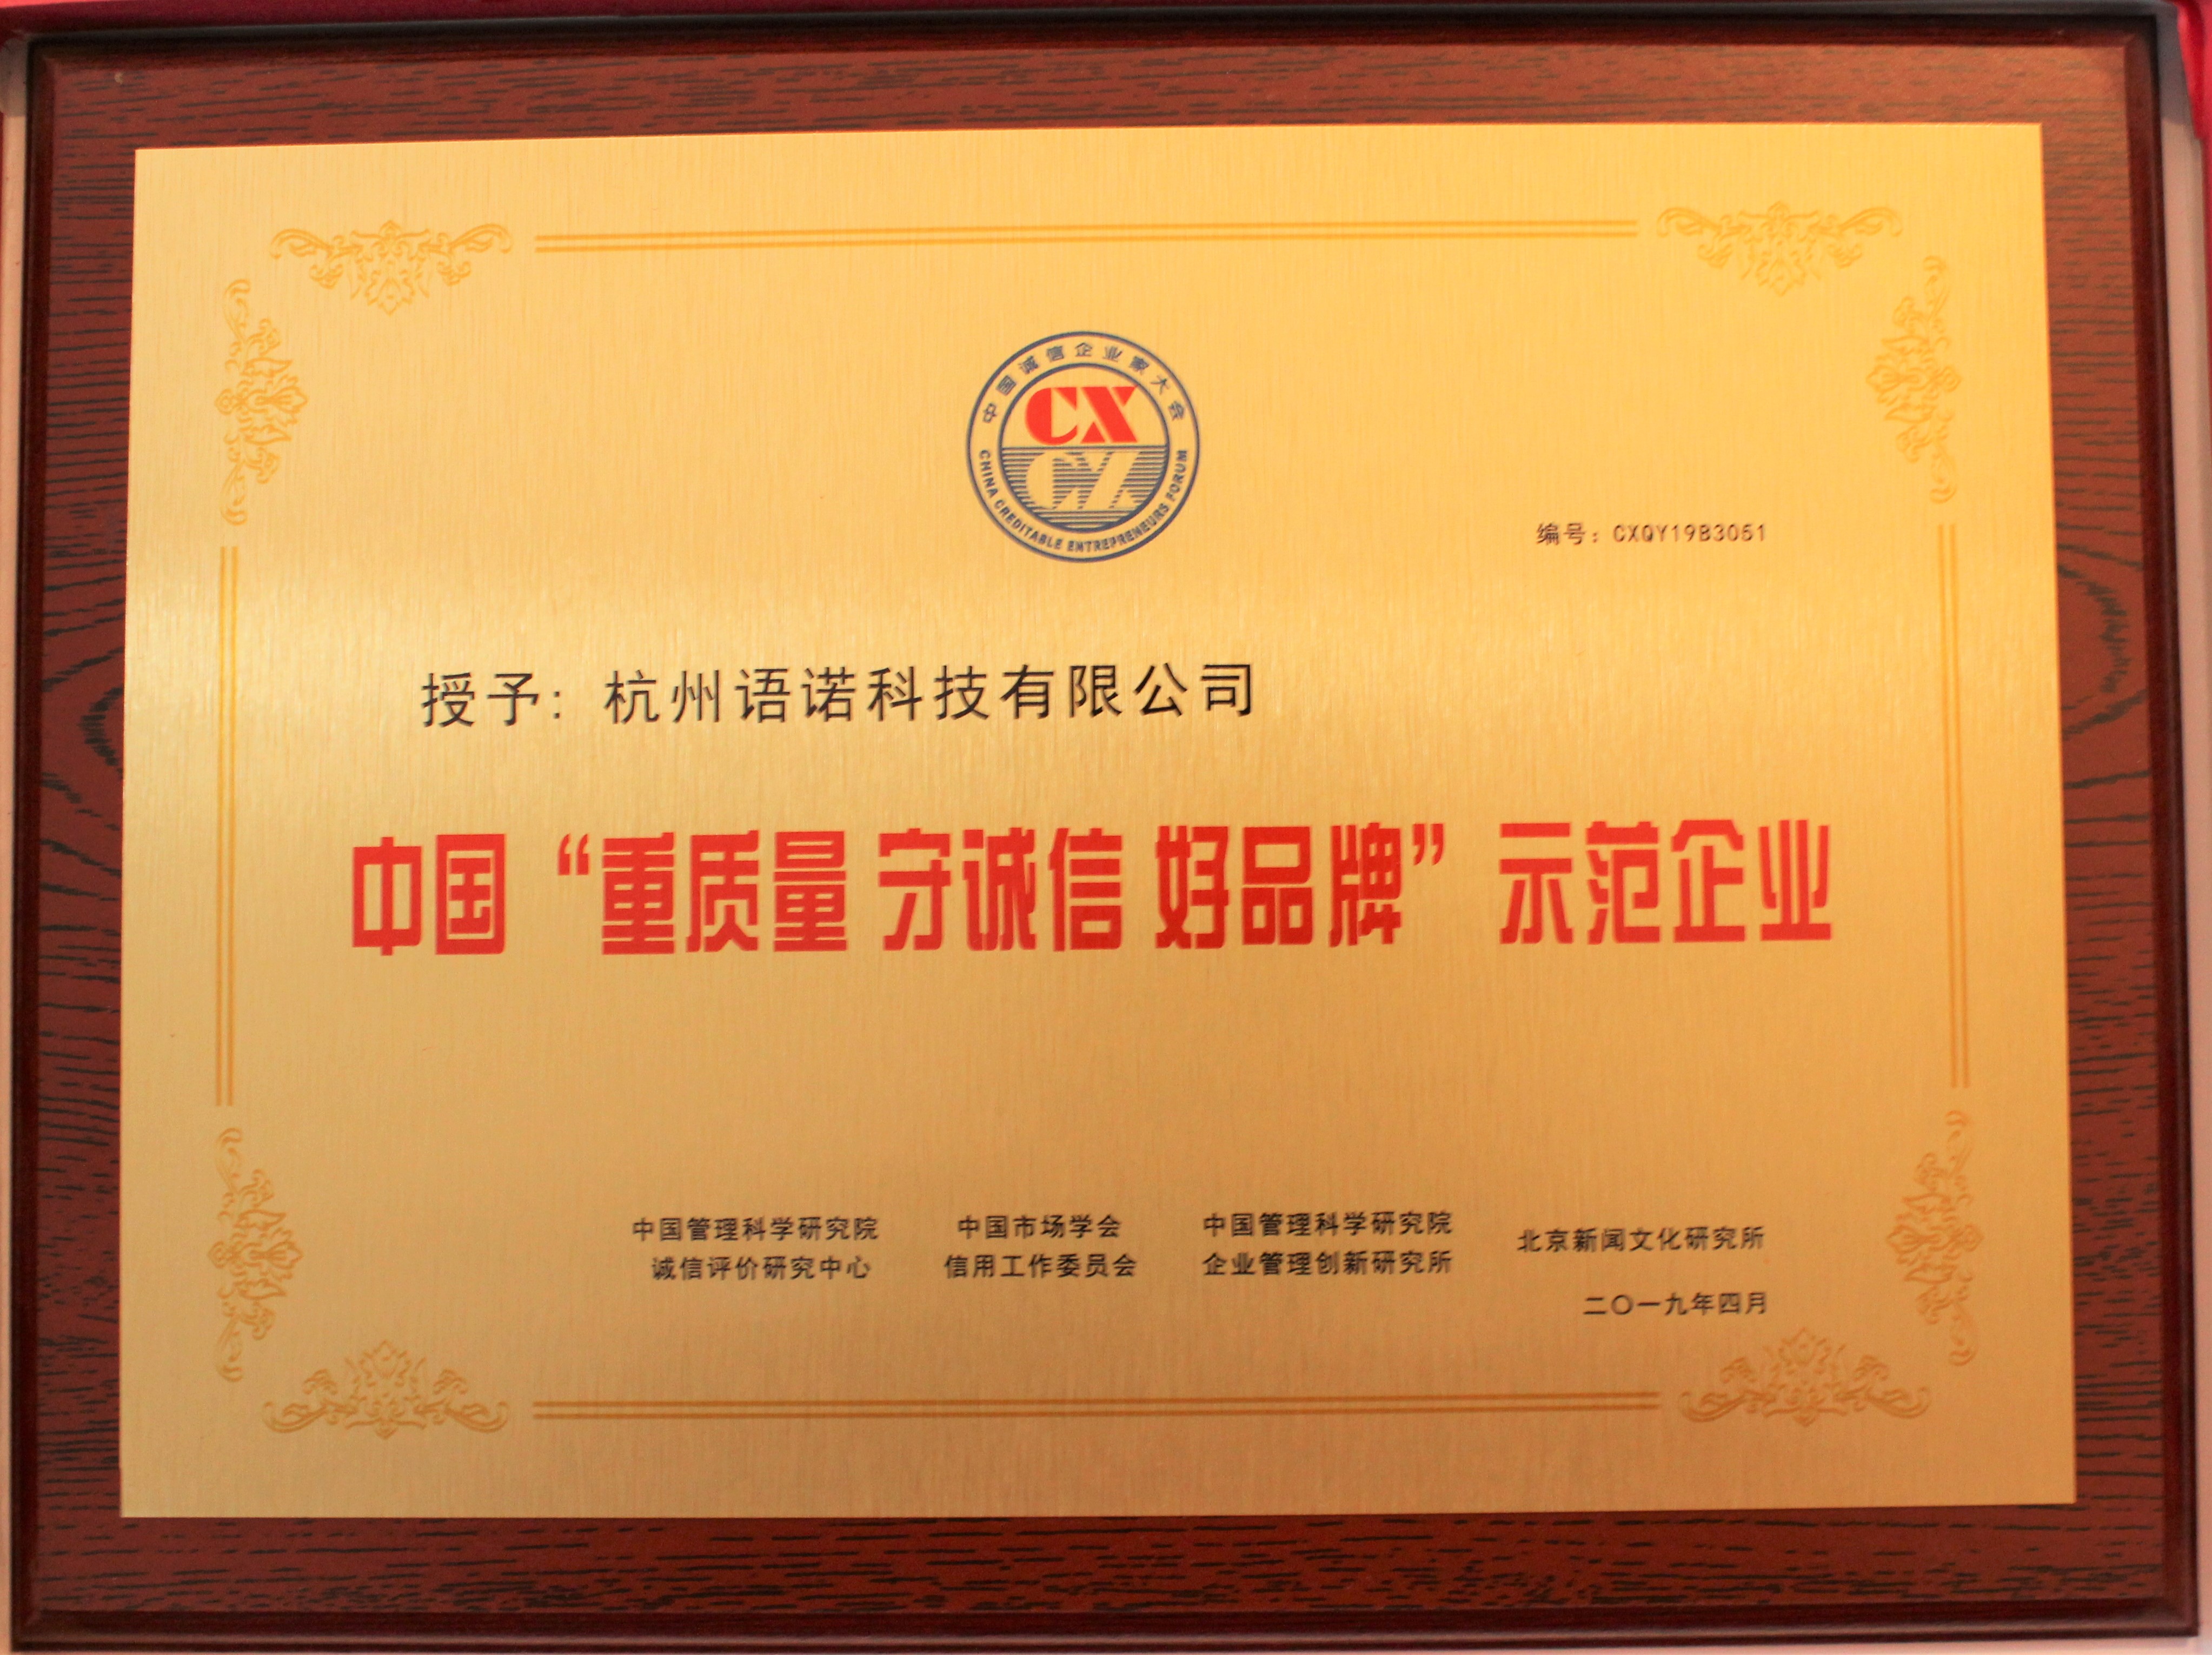 中国诚信企业家大会
CX
CX
CHINA CREDITABLE ENTREPRENEURS FORUM
编号：CXQY19B3051
授予：杭州语诺科技有限公司
中国“重质量 守诚信 好品牌”示范企业
中国管理科学研究院 中国市场学会 中国管理科学研究院
诚信评价研究中心 信用工作委员会 企业管理创新研究所
北京新闻文化研究所
二〇一九年四月